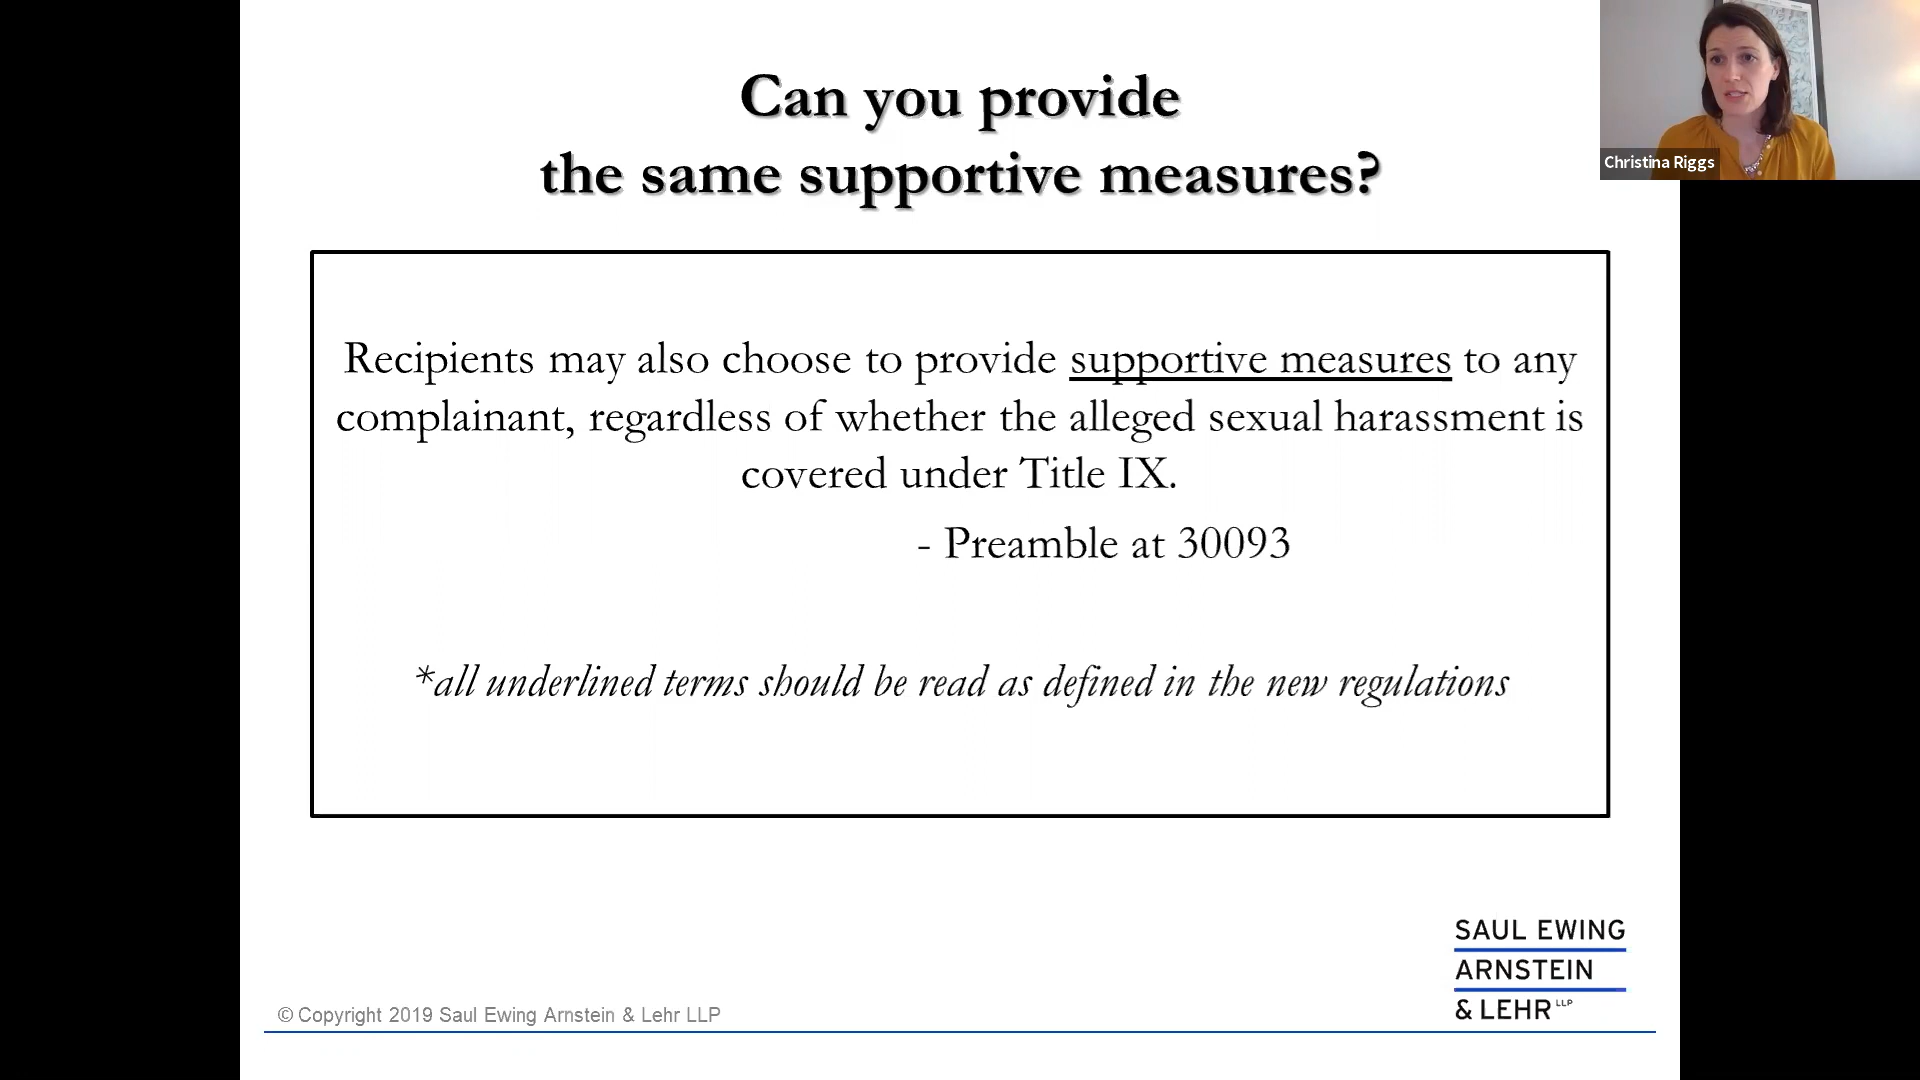 Can you provide
the same supportive measures?
Christina Riggs
Recipients may also choose to provide supportive measures to any
complainant, regardless of whether the alleged sexual harassment is
covered under Title IX.
- Preamble at 30093
*all underlined terms should be read as defined in the new regulations
SAUL EWING
ARNSTEIN
& LEHR LLP
© Copyright 2019 Saul Ewing Arnstein & Lehr LLP